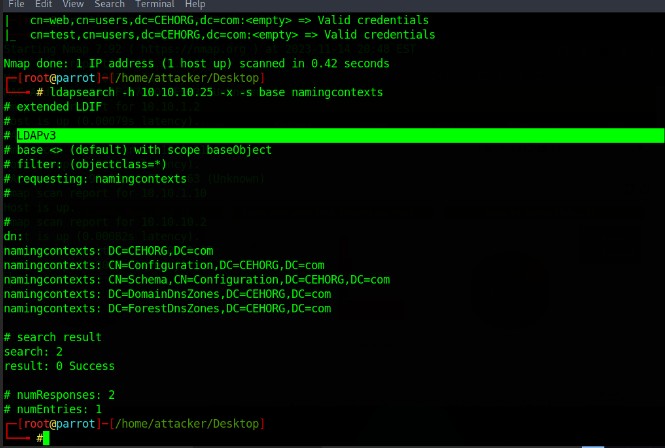 File Edit View Search Terminal Help
| cn=web,cn=users,dc=CEHORG,dc=com:<empty> => Valid credentials
|_ cn=test,cn=users,dc=CEHORG,dc=com:<empty> => Valid credentials
Nmap done: 1 IP address (1 host up) scanned in 0.42 seconds
┌─[root@parrot]─[/home/attacker/Desktop]
└──╼ # ldapsearch -h 10.10.10.25 -x -s base namingcontexts
# extended LDIF
#
# LDAPv3
# base <> (default) with scope baseObject
# filter: (objectclass=*)
# requesting: namingcontexts
#
#
dn:
namingcontexts: DC=CEHORG,DC=com
namingcontexts: CN=Configuration,DC=CEHORG,DC=com
namingcontexts: CN=Schema,CN=Configuration,DC=CEHORG,DC=com
namingcontexts: DC=DomainDnsZones,DC=CEHORG,DC=com
namingcontexts: DC=ForestDnsZones,DC=CEHORG,DC=com
# search result
search: 2
result: 0 Success
# numResponses: 2
# numEntries: 1
┌─[root@parrot]─[/home/attacker/Desktop]
└──╼ #